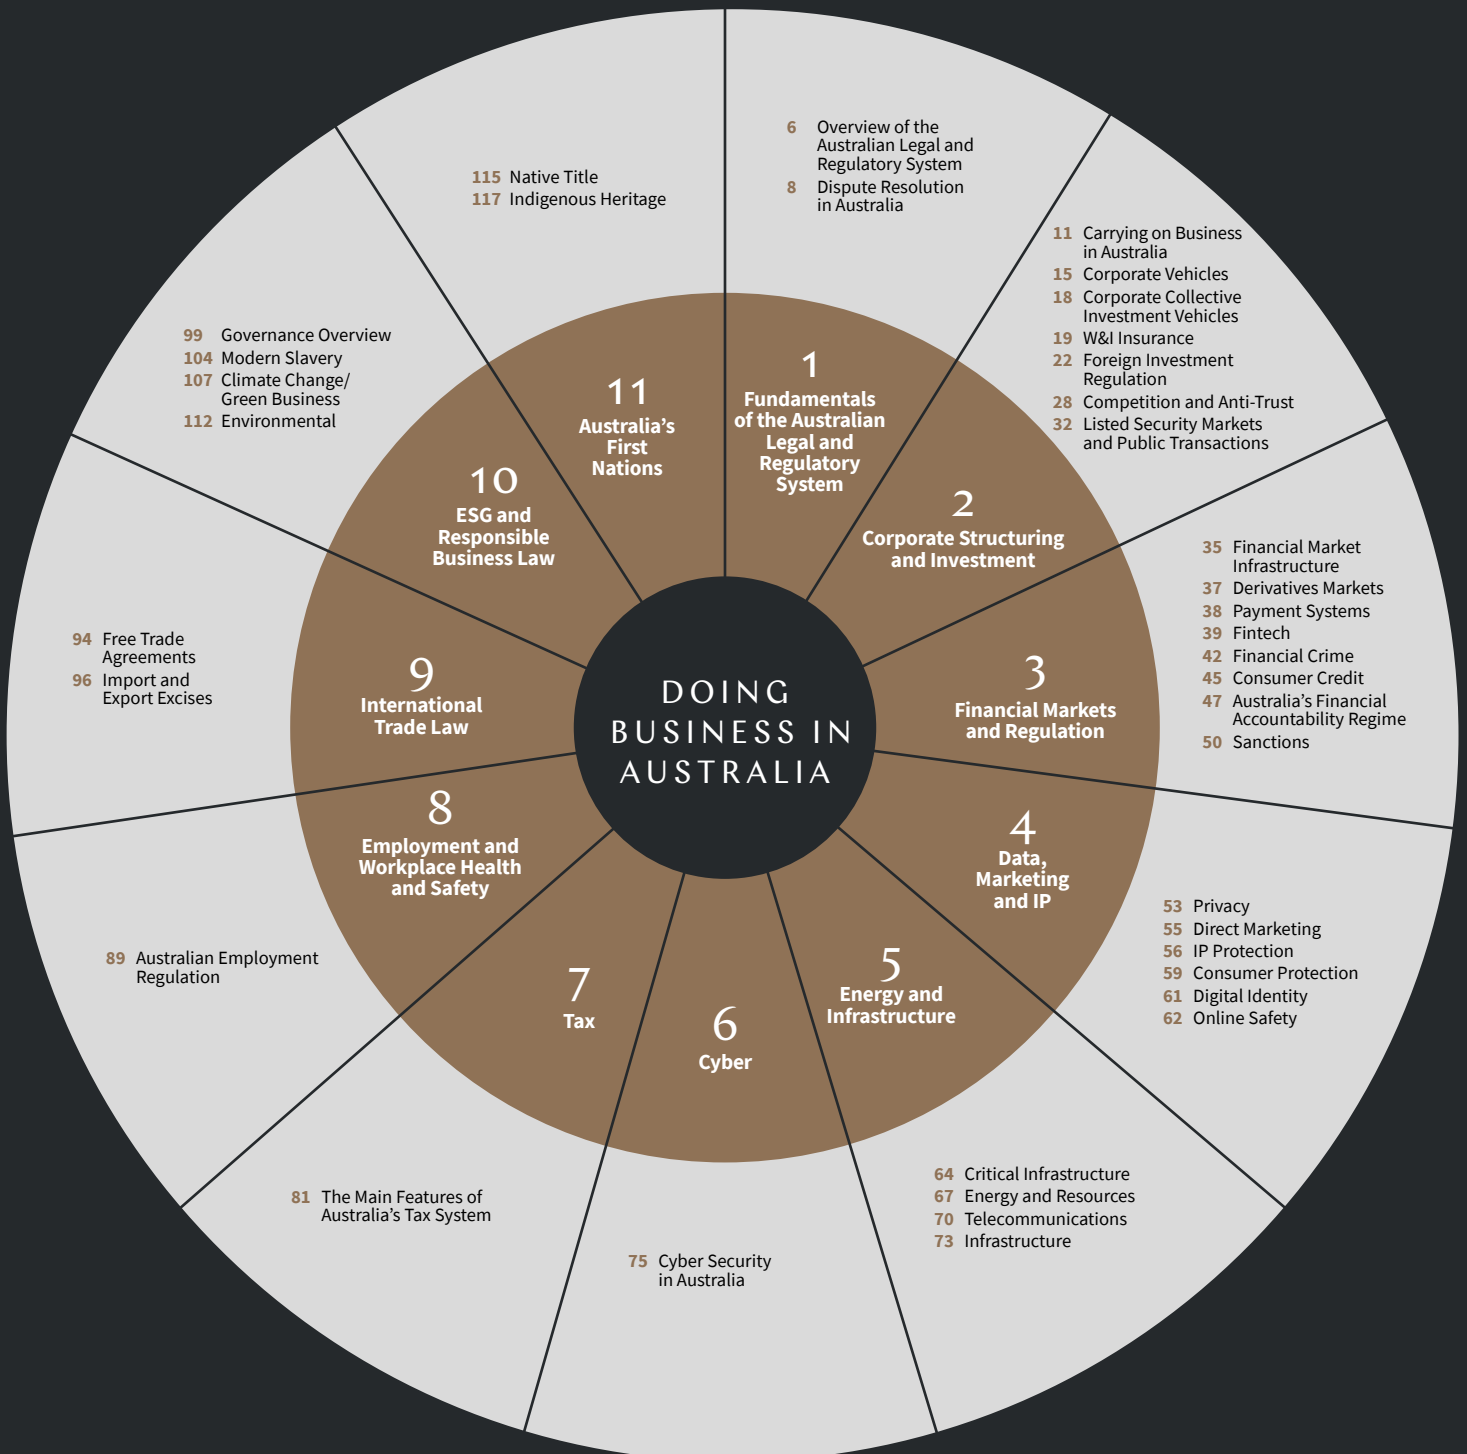 DOING
BUSINESS IN
AUSTRALIA
1
Fundamentals
of the Australian
Legal and
Regulatory
System
6 Overview of the
Australian Legal and
Regulatory System
8 Dispute Resolution
in Australia
2
Corporate Structuring
and Investment
11 Carrying on Business
in Australia
15 Corporate Vehicles
18 Corporate Collective
Investment Vehicles
19 W&I Insurance
22 Foreign Investment
Regulation
28 Competition and Anti-Trust
32 Listed Security Markets
and Public Transactions
3
Financial Markets
and Regulation
35 Financial Market
Infrastructure
37 Derivatives Markets
38 Payment Systems
39 Fintech
42 Financial Crime
45 Consumer Credit
47 Australia’s Financial
Accountability Regime
50 Sanctions
4
Data,
Marketing
and IP
53 Privacy
55 Direct Marketing
56 IP Protection
59 Consumer Protection
61 Digital Identity
62 Online Safety
5
Energy and
Infrastructure
64 Critical Infrastructure
67 Energy and Resources
70 Telecommunications
73 Infrastructure
6
Cyber
75 Cyber Security
in Australia
7
Tax
81 The Main Features of
Australia’s Tax System
8
Employment and
Workplace Health
and Safety
89 Australian Employment
Regulation
9
International
Trade Law
94 Free Trade
Agreements
96 Import and
Export Excises
10
ESG and
Responsible
Business Law
99 Governance Overview
104 Modern Slavery
107 Climate Change/
Green Business
112 Environmental
11
Australia’s
First
Nations
115 Native Title
117 Indigenous Heritage